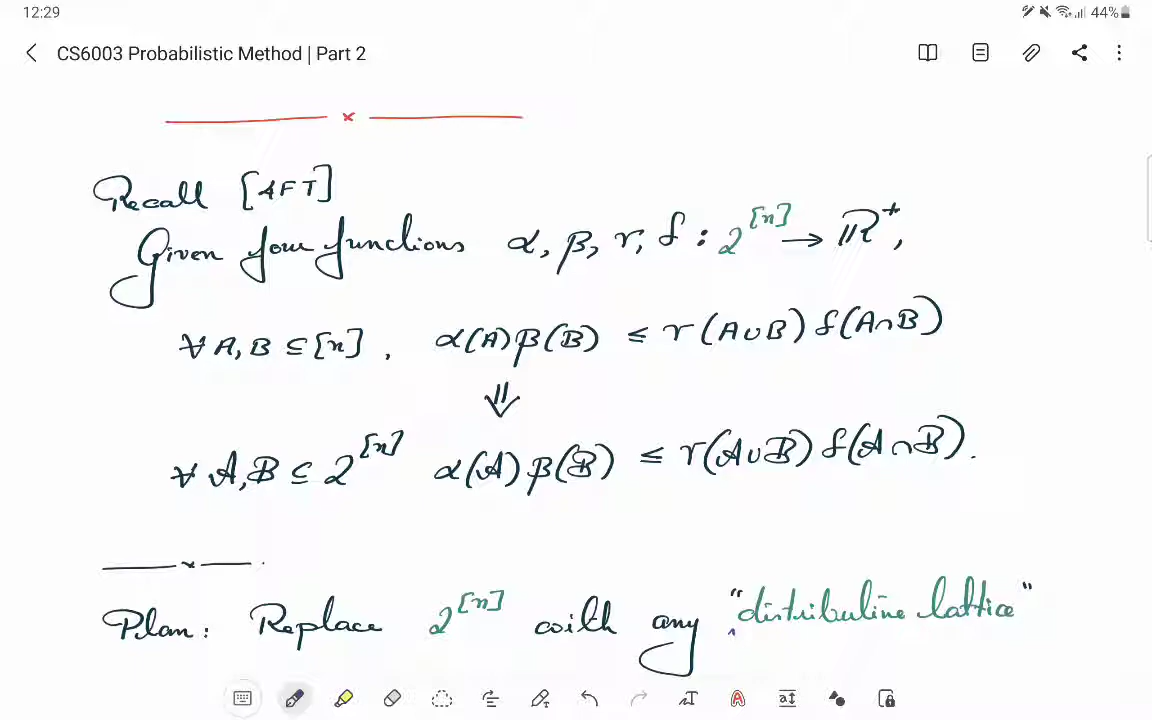 12:29 44%
CS6003 Probabilistic Method | Part 2
Recall [4FT]
Given four functions α, β, γ, δ : 2^[n] → ℝ⁺,
∀ A, B ⊆ [n], α(A) β(B) ≤ γ(A∪B) δ(A∩B)
⇓
∀ 𝒜, ℬ ⊆ 2^[n] α(𝒜) β(ℬ) ≤ γ(𝒜∪ℬ) δ(𝒜∩ℬ).
Plan: Replace 2^[n] with any "distributive lattice"